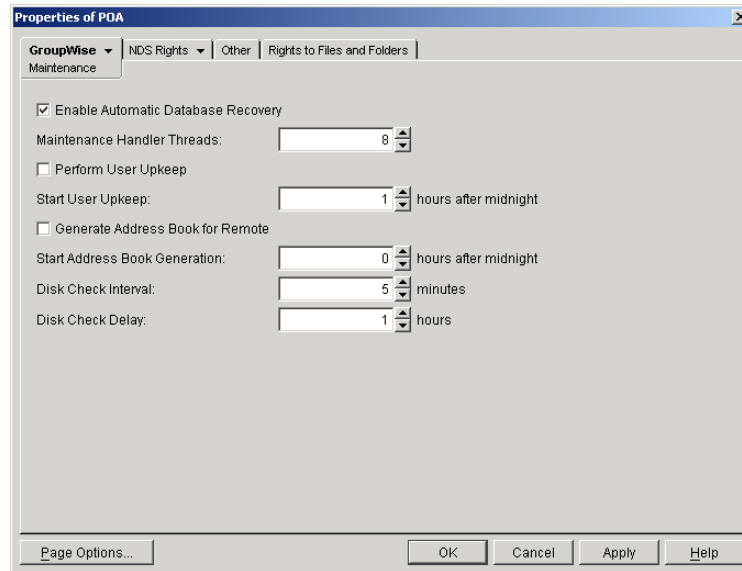 Properties of POA
GroupWise NDS Rights Other Rights to Files and Folders
Maintenance
Enable Automatic Database Recovery
Maintenance Handler Threads: 8
Perform User Upkeep
Start User Upkeep: 1 hours after midnight
Generate Address Book for Remote
Start Address Book Generation: 0 hours after midnight
Disk Check Interval: 5 minutes
Disk Check Delay: 1 hours
Page Options... OK Cancel Apply Help